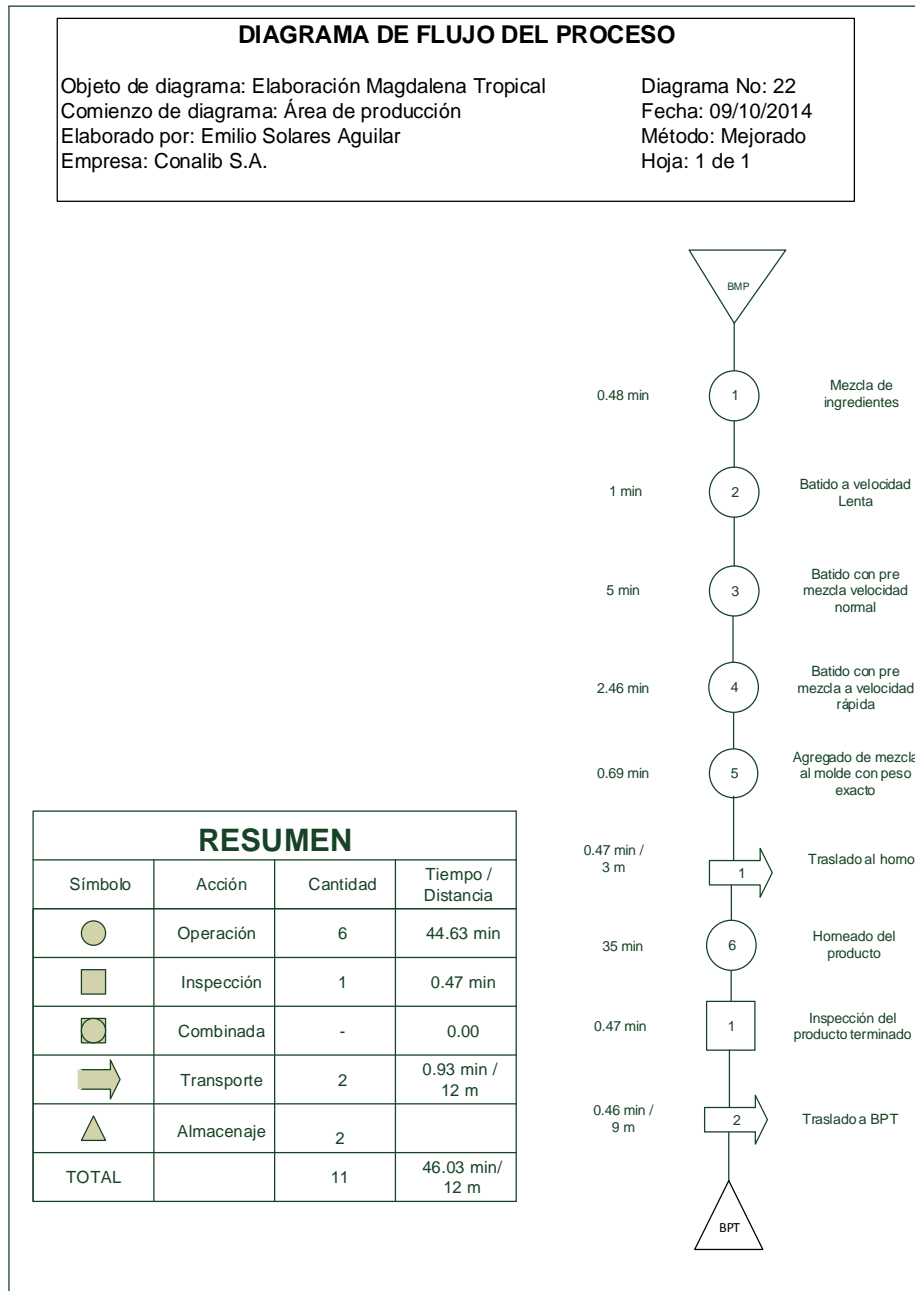 DIAGRAMA DE FLUJO DEL PROCESO
Objeto de diagrama: Elaboración Magdalena Tropical
Diagrama No: 22
Comienzo de diagrama: Área de producción
Fecha: 09/10/2014
Elaborado por: Emilio Solares Aguilar
Método: Mejorado
Empresa: Conalib S.A.
Hoja: 1 de 1
BMP
0.48 min
1
Mezcla de
ingredientes
1 min
2
Batido a velocidad
Lenta
5 min
3
Batido con pre
mezcla velocidad
normal
2.46 min
4
Batido con pre
mezcla a velocidad
rápida
0.69 min
5
Agregado de mezcla
al molde con peso
exacto
0.47 min /
3 m
1
Traslado al horno
35 min
6
Horneado del
producto
0.47 min
1
Inspección del
producto terminado
0.46 min /
9 m
2
Traslado a BPT
BPT
RESUMEN
Símbolo
Acción
Cantidad
Tiempo /
Distancia
Operación
6
44.63 min
Inspección
1
0.47 min
Combinada
-
0.00
Transporte
2
0.93 min /
12 m
Almacenaje
2
TOTAL
11
46.03 min/
12 m